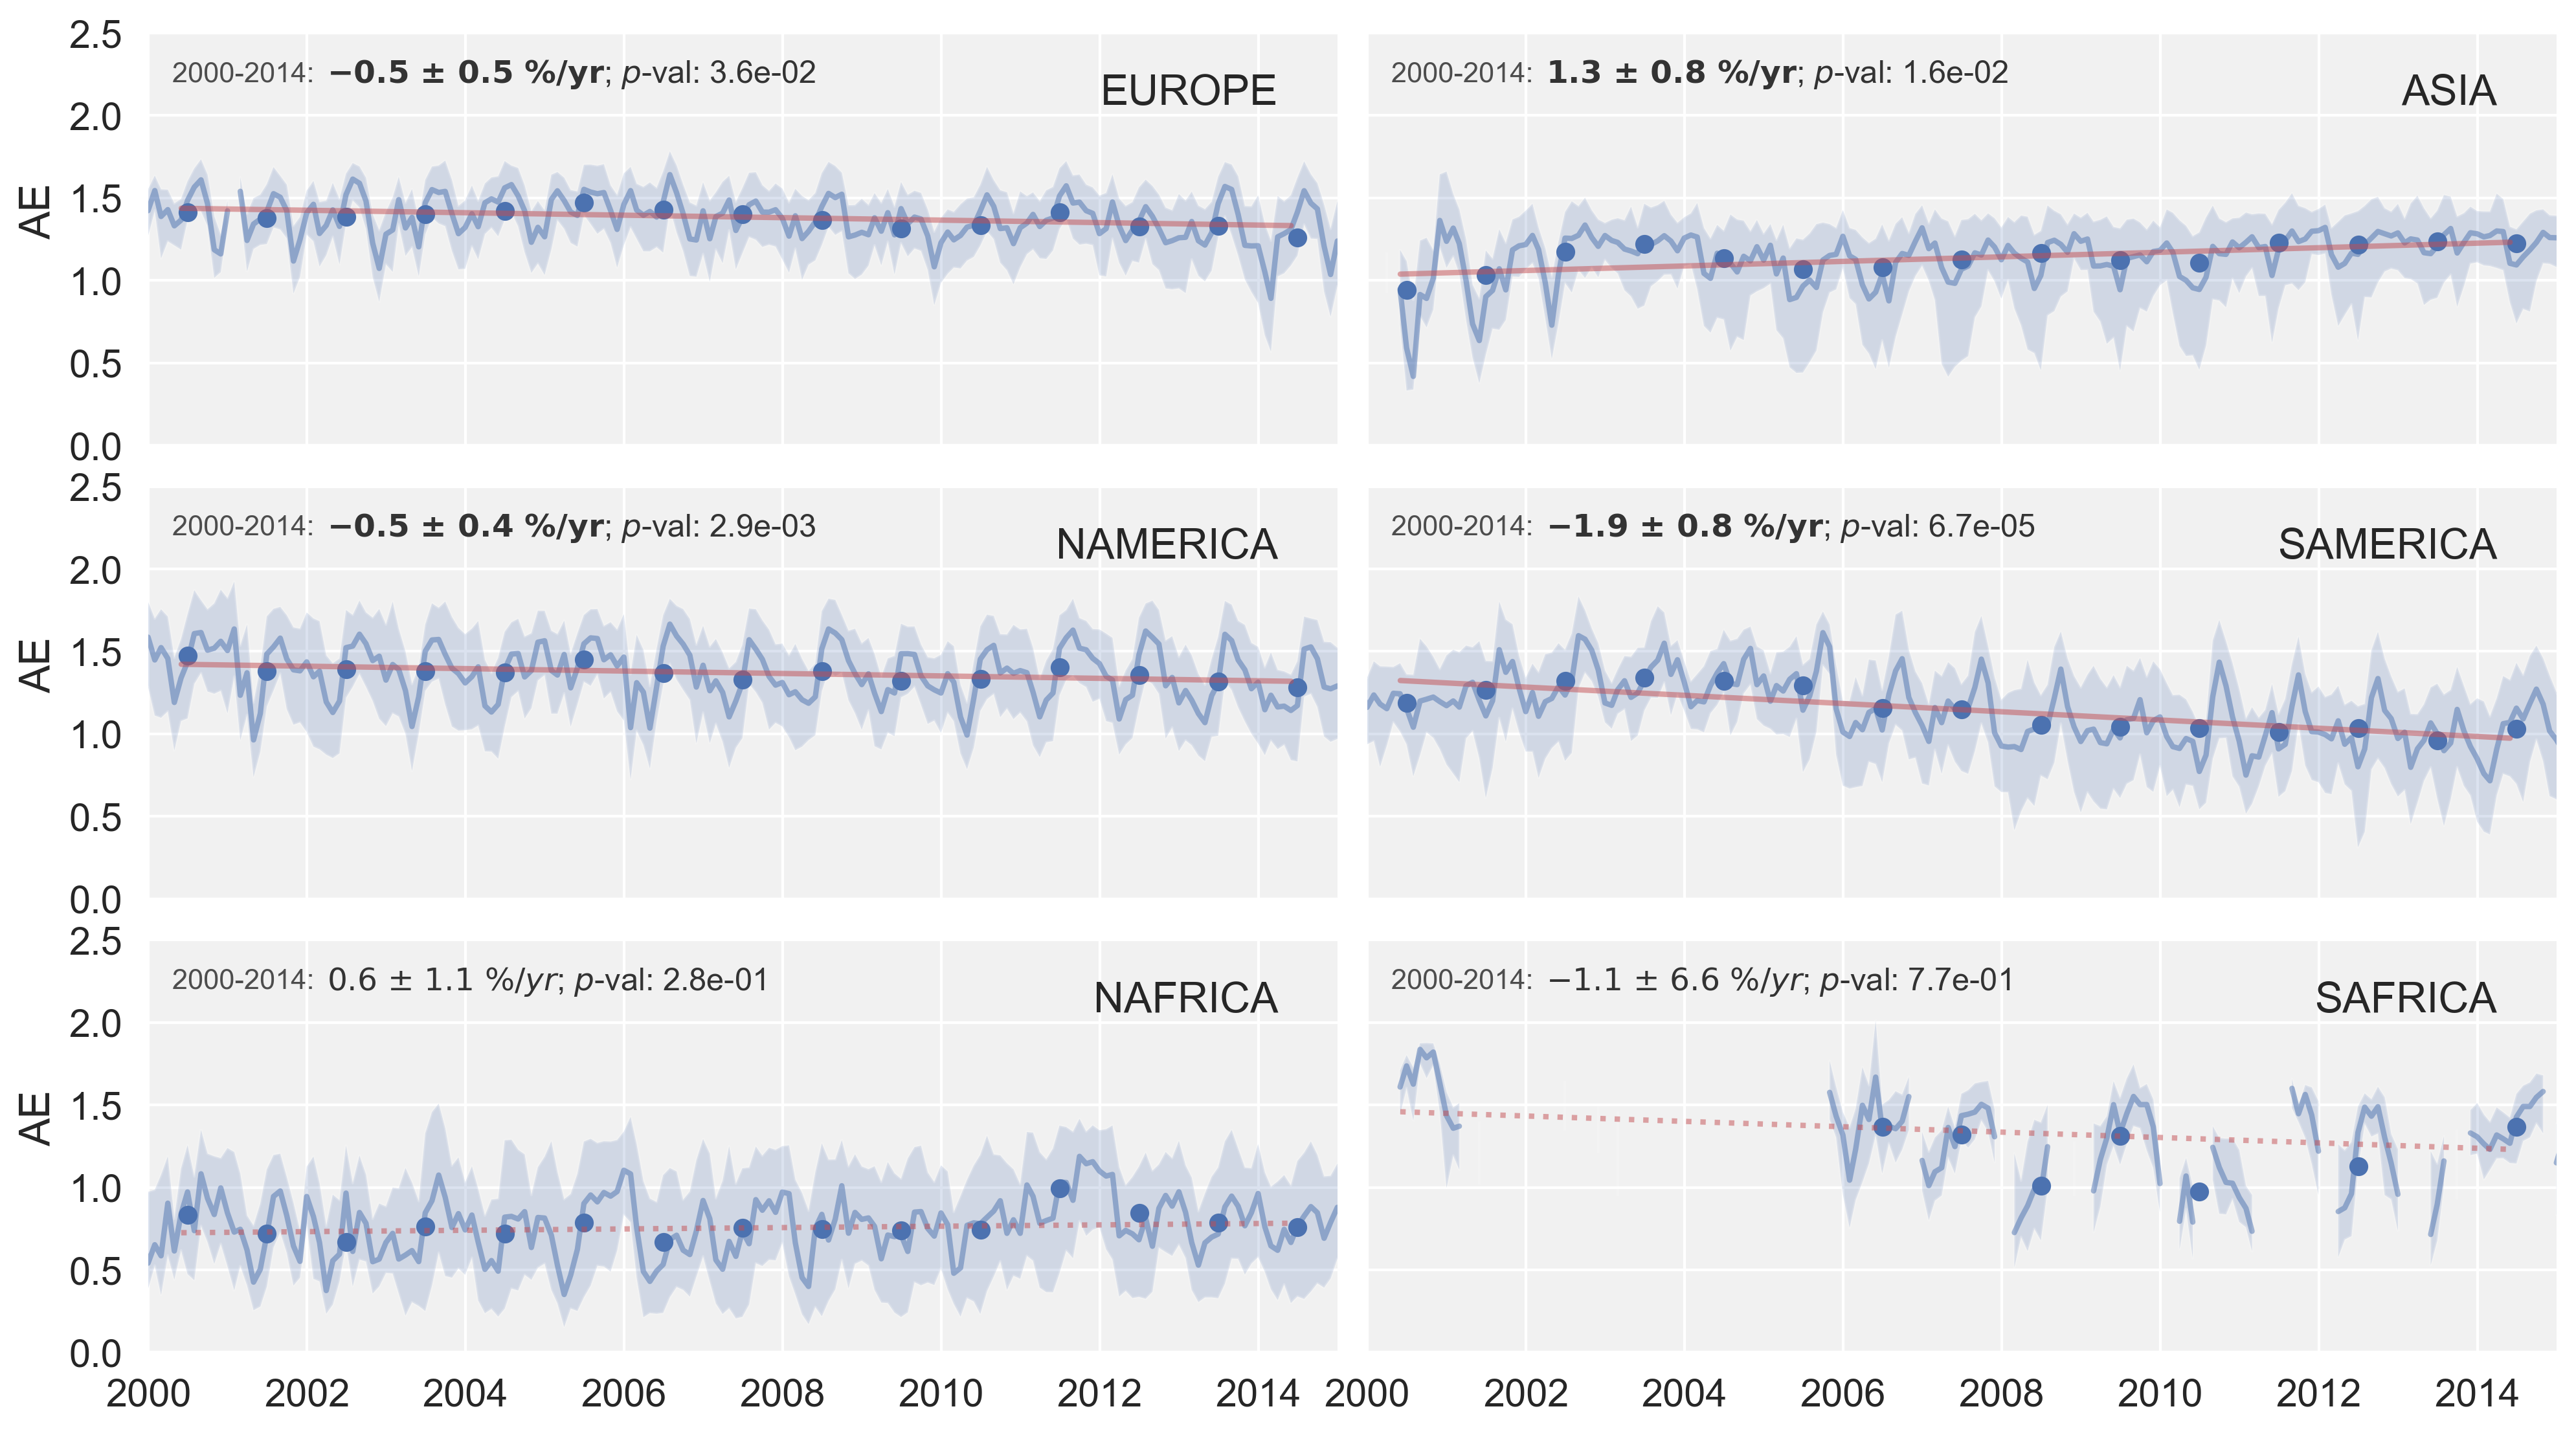 2.5
2.0
1.5
1.0
0.5
0.0
AE
2000-2014: −0.5 ± 0.5 %/yr; p-val: 3.6e-02
EUROPE
2000-2014: 1.3 ± 0.8 %/yr; p-val: 1.6e-02
ASIA
2.5
2.0
1.5
1.0
0.5
0.0
AE
2000-2014: −0.5 ± 0.4 %/yr; p-val: 2.9e-03
NAMERICA
2000-2014: −1.9 ± 0.8 %/yr; p-val: 6.7e-05
SAMERICA
2.5
2.0
1.5
1.0
0.5
0.0
AE
2000-2014: 0.6 ± 1.1 %/yr; p-val: 2.8e-01
NAFRICA
2000-2014: −1.1 ± 6.6 %/yr; p-val: 7.7e-01
SAFRICA
2000 2002 2004 2006 2008 2010 2012 2014
2000 2002 2004 2006 2008 2010 2012 2014